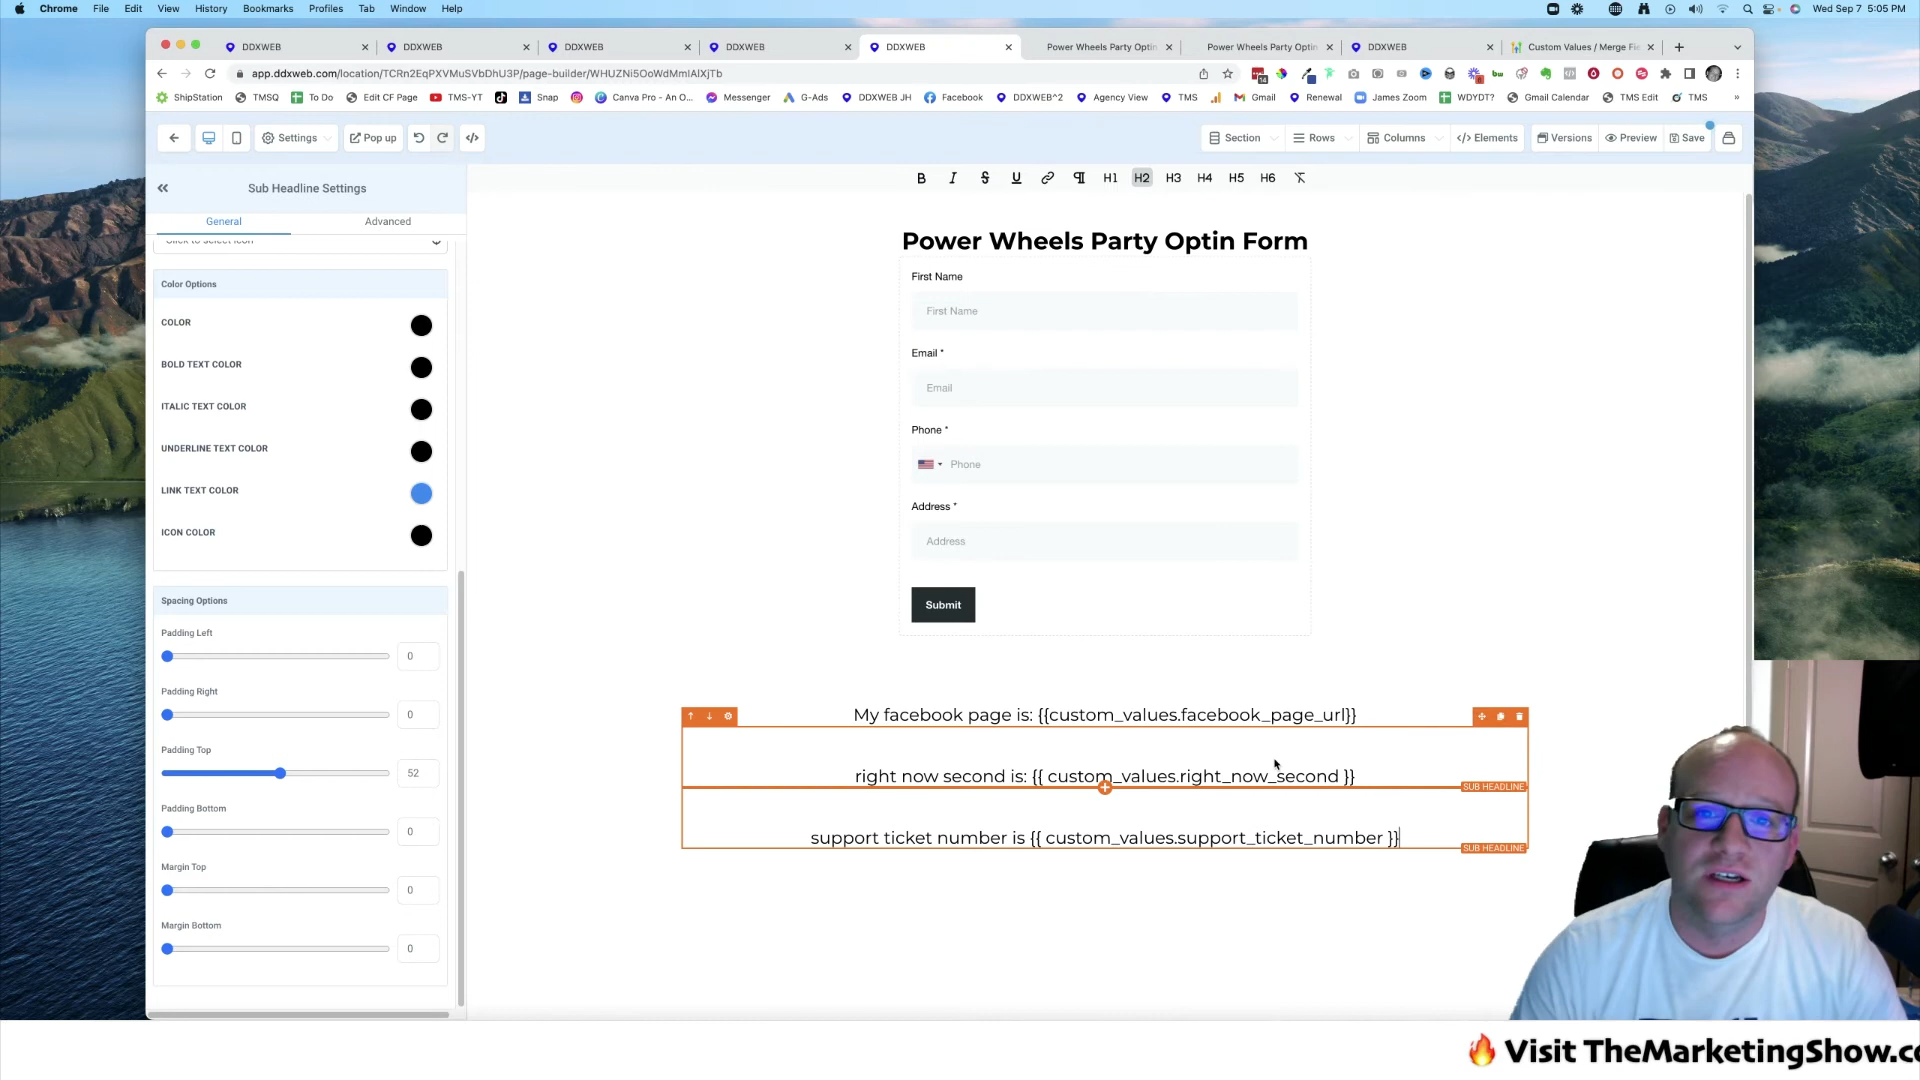 Chrome File Edit View History Bookmarks Profiles Tab Window Help Wed Sep 7 5:05 PM
DDXWEB DDXWEB DDXWEB DDXWEB DDXWEB Power Wheels Party Optin Power Wheels Party Optin DDXWEB Custom Values / Merge Fie
app.ddxweb.com/location/TCRn2EqPXVMuSVbDhU3P/page-builder/WHUZNi5OoWdMmIAlXjTb
ShipStation TMSQ To Do Edit CF Page TMS-YT Snap Canva Pro - An O... Messenger G-Ads DDXWEB JH Facebook DDXWEB^2 Agency View TMS Gmail Renewal James Zoom WDYDT? Gmail Calendar TMS Edit TMS
Settings Pop up Section Rows Columns Elements Versions Preview Save
B I S U H1 H2 H3 H4 H5 H6
Sub Headline Settings
General Advanced
Click to select icon
Color Options
COLOR
BOLD TEXT COLOR
ITALIC TEXT COLOR
UNDERLINE TEXT COLOR
LINK TEXT COLOR
ICON COLOR
Spacing Options
Padding Left
0
Padding Right
0
Padding Top
52
Padding Bottom
0
Margin Top
0
Margin Bottom
0
Power Wheels Party Optin Form
First Name
First Name
Email *
Email
Phone *
Phone
Address *
Address
Submit
My facebook page is: {{custom_values.facebook_page_url}}
right now second is: {{ custom_values.right_now_second }}
SUB HEADLINE
support ticket number is {{ custom_values.support_ticket_number }}
SUB HEADLINE
Visit TheMarketingShow.co